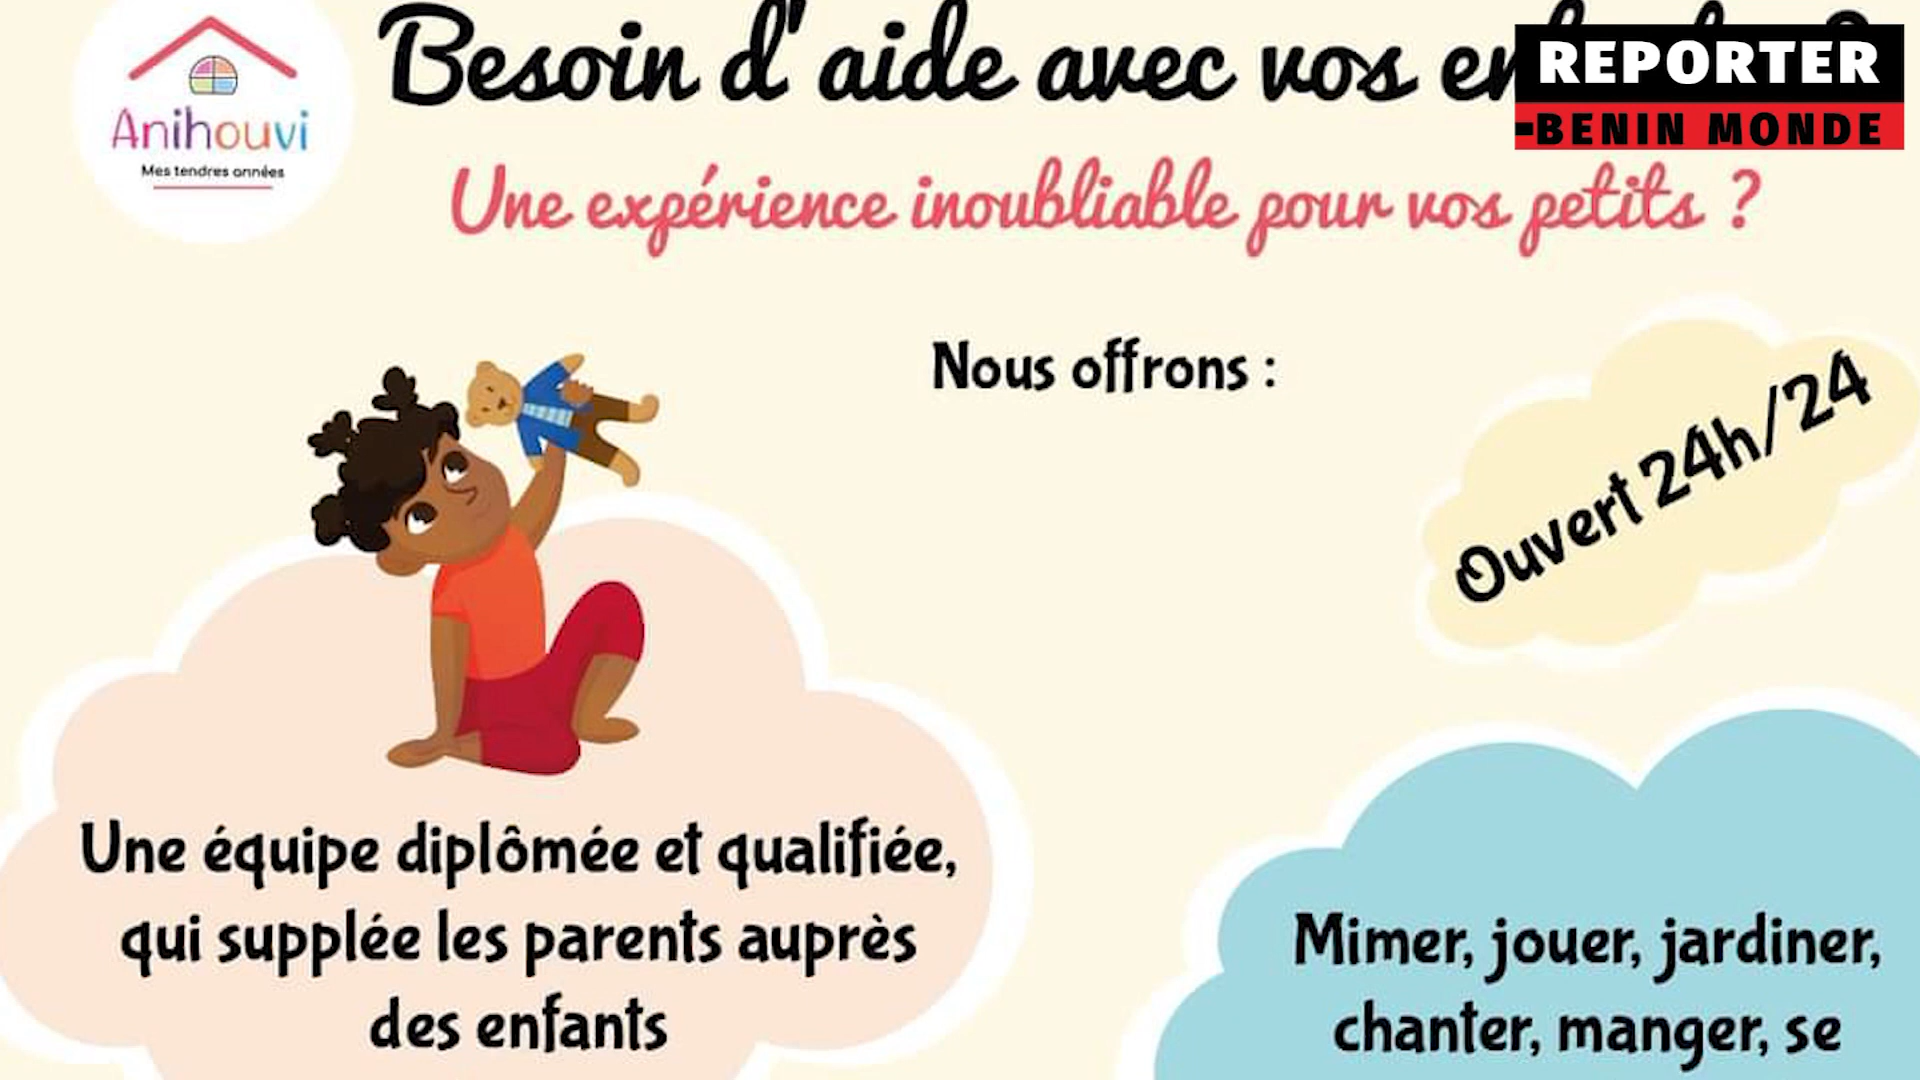 Besoin d'aide avec vos
REPORTER
BENIN MONDE
Anihouvi
Mes tendres années
Une expérience inoubliable pour vos petits ?
Nous offrons :
Ouvert 24h/24
Une équipe diplômée et qualifiée,
qui supplée les parents auprès
des enfants
Mimer, jouer, jardiner,
chanter, manger, se